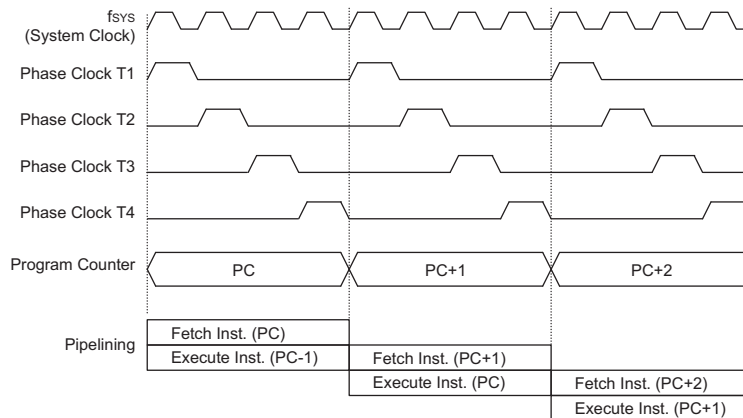 fSYS
(System Clock)
Phase Clock T1
Phase Clock T2
Phase Clock T3
Phase Clock T4
Program Counter
PC
PC+1
PC+2
Pipelining
Fetch Inst. (PC)
Execute Inst. (PC-1)
Fetch Inst. (PC+1)
Execute Inst. (PC)
Fetch Inst. (PC+2)
Execute Inst. (PC+1)